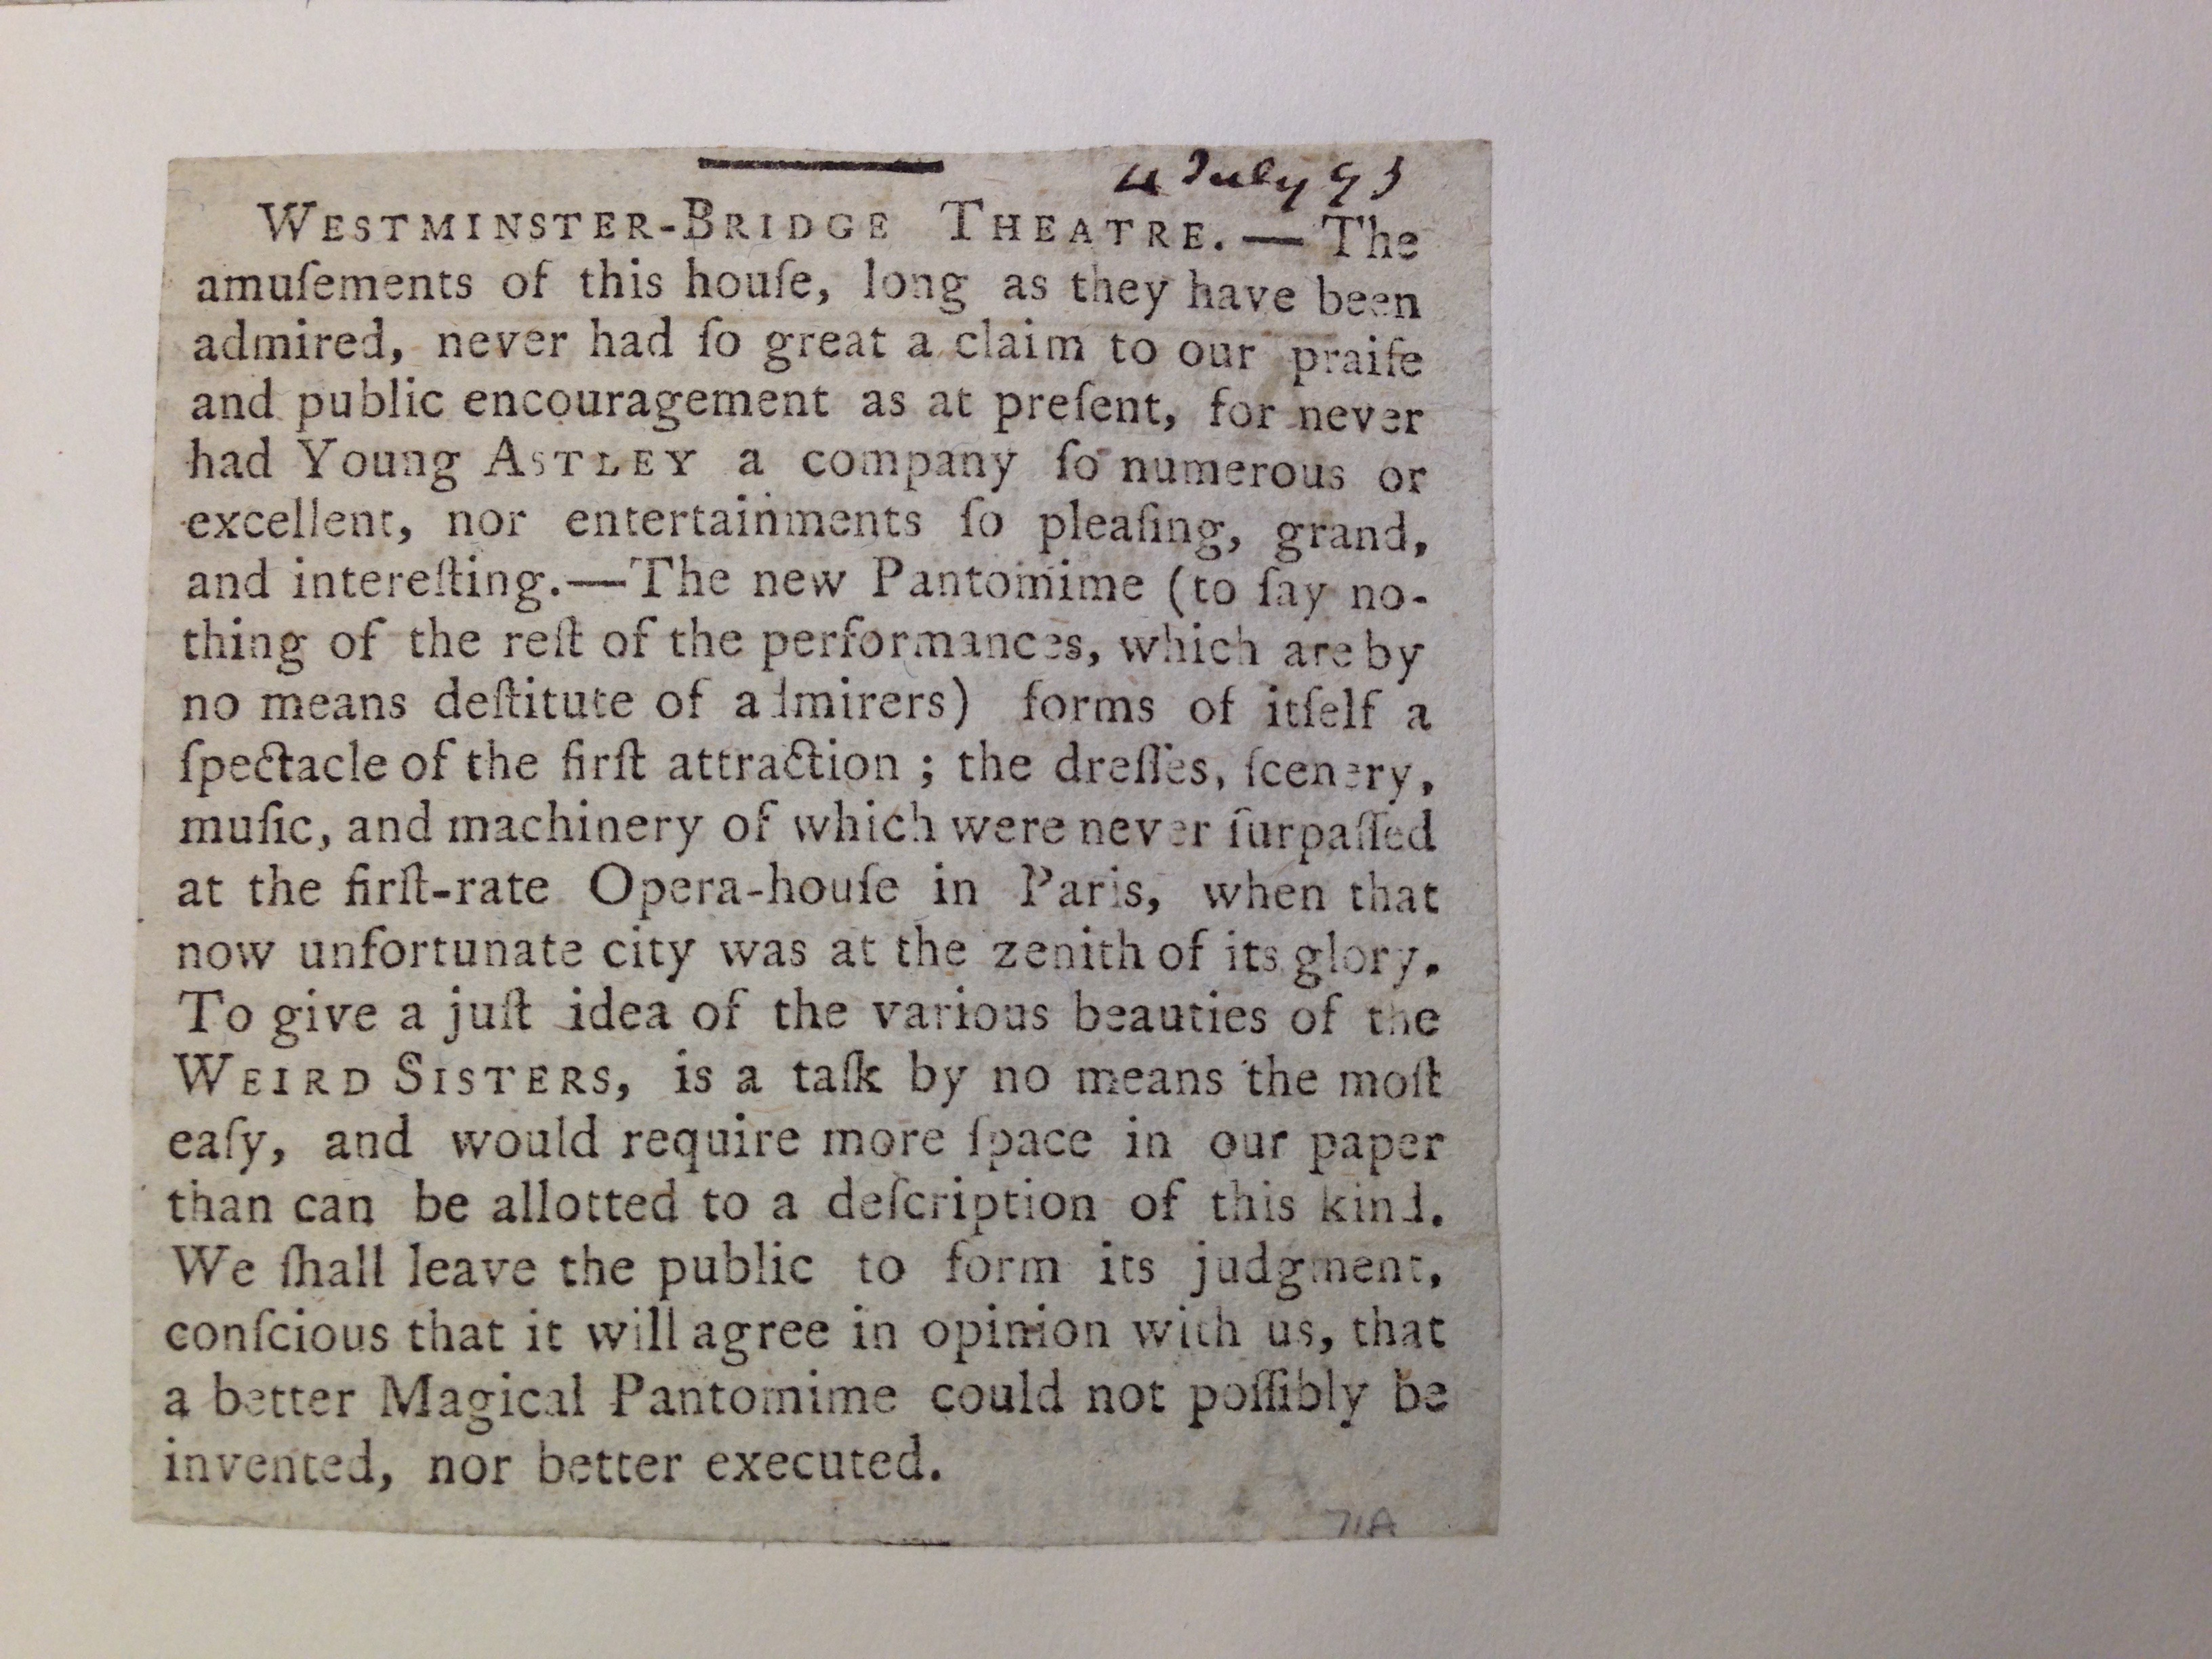 4 July 93
WESTMINSTER-BRIDGE THEATRE.—The
amuſements of this houſe, long as they have been
admired, never had ſo great a claim to our praiſe
and public encouragement as at preſent, for never
had Young ASTLEY a company ſo numerous or
excellent, nor entertainments ſo pleaſing, grand,
and intereſting.—The new Pantomime (to ſay no-
thing of the reſt of the performances, which are by
no means deſtitute of admirers) forms of itſelf a
ſpectacle of the firſt attraction ; the dreſſes, ſcenery,
muſic, and machinery of which were never ſurpaſſed
at the firſt-rate Opera-houſe in Paris, when that
now unfortunate city was at the zenith of its glory.
To give a juſt idea of the various beauties of the
WEIRD SISTERS, is a taſk by no means the moſt
eaſy, and would require more ſpace in our paper
than can be allotted to a deſcription of this kind.
We ſhall leave the public to form its judgment,
conſcious that it will agree in opinion with us, that
a better Magical Pantomime could not poſſibly be
invented, nor better executed.
71A